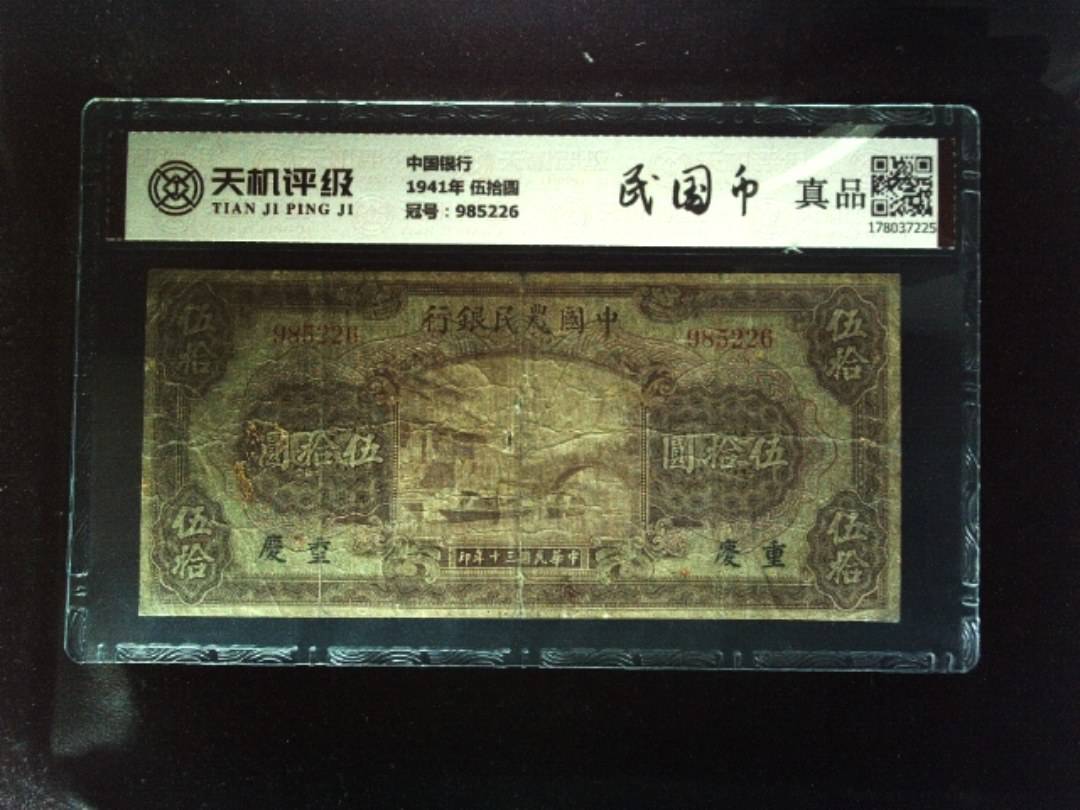 天机评级
TIAN JI PING JI
中国银行
1941年 伍拾圆
冠号：985226
民国币
真品
178037225
伍拾
行銀民農國中
伍拾
985226
985226
圓拾伍
圓拾伍
伍拾
慶 重
印年十三國民華中
慶 重
伍拾